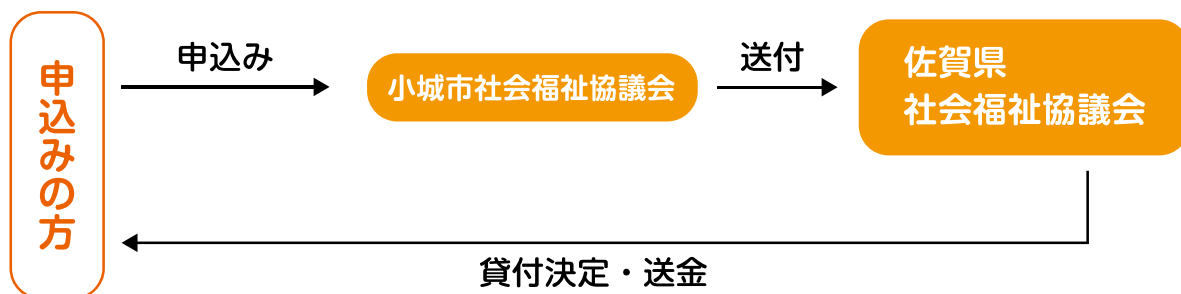 申込みの方
申込み
小城市社会福祉協議会
送付
佐賀県
社会福祉協議会
貸付決定・送金